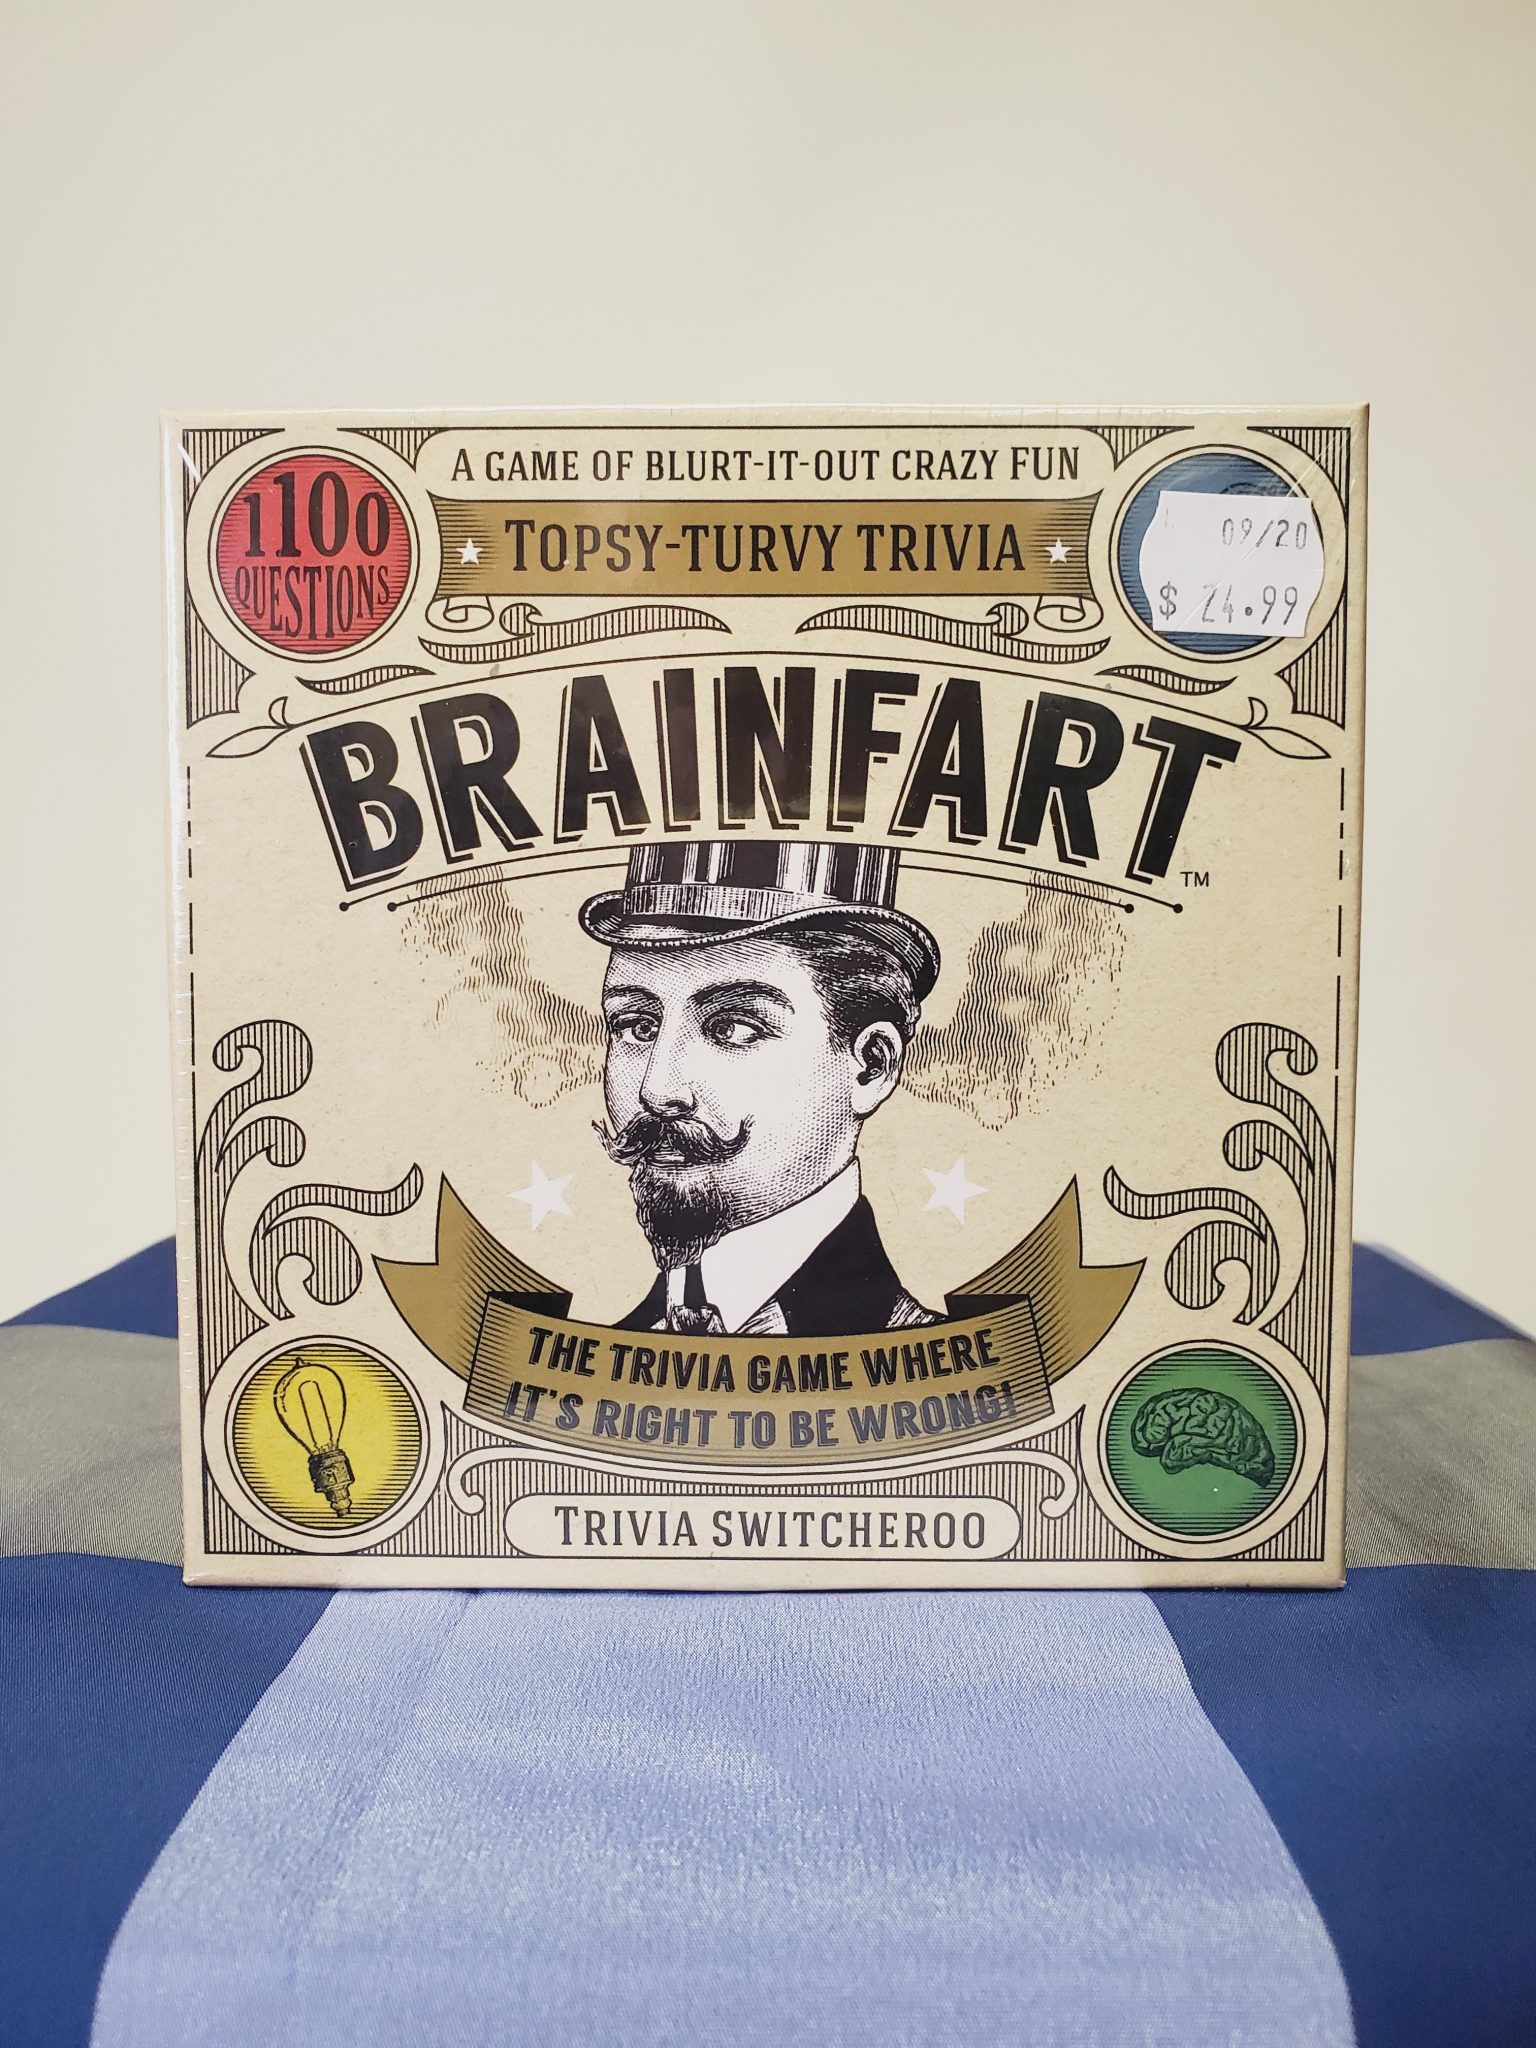 A GAME OF BLURT-IT-OUT CRAZY FUN
TOPSY-TURVY TRIVIA
1100
QUESTIONS
09/20
$ 24.99
BRAINFART
TM
THE TRIVIA GAME WHERE
IT'S RIGHT TO BE WRONG!
TRIVIA SWITCHEROO